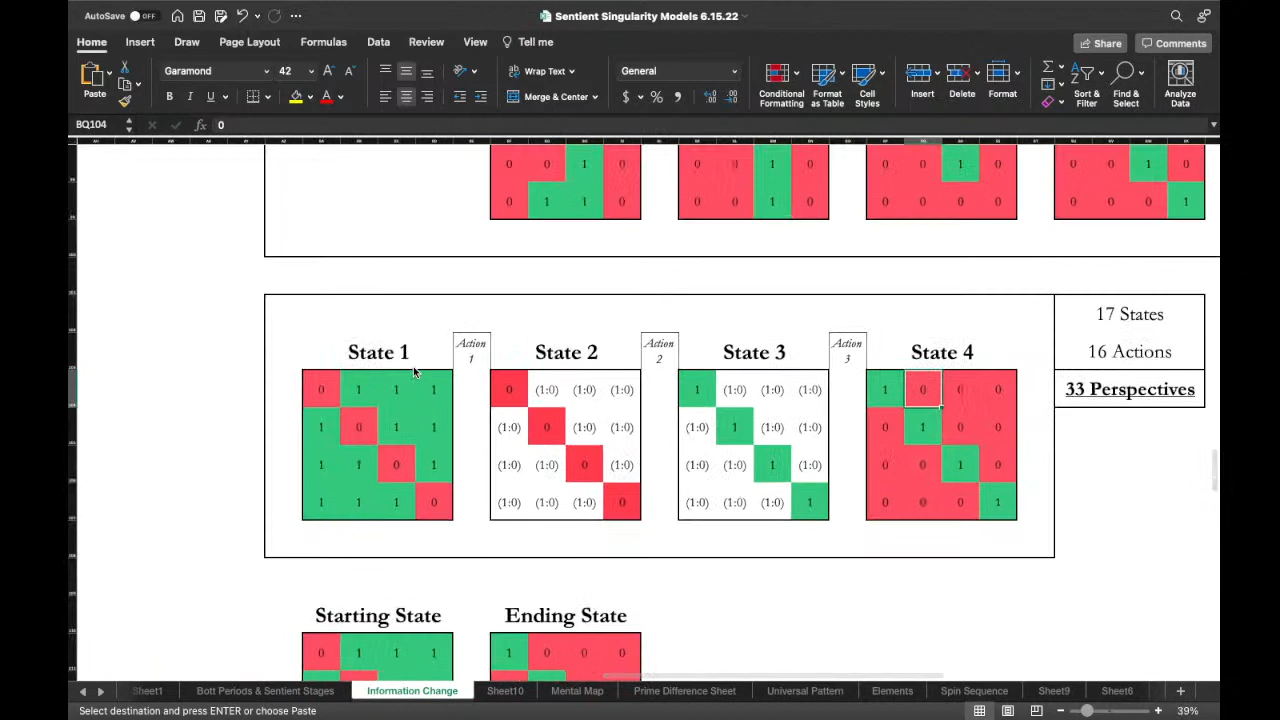 AutoSave OFF ... Sentient Singularity Models 6.15.22
Home Insert Draw Page Layout Formulas Data Review View Tell me Share Comments
Paste Garamond 42 A A Wrap Text General Conditional Formatting Format as Table Cell Styles Insert Delete Format Sort & Filter Find & Select Analyze Data
B I U A Merge & Center $ %
BQ104 fx 0
0 0 1 0 0 0 1 0 0 0 1 0 0 0 1 0
0 1 1 0 0 0 1 0 0 0 0 0 0 0 0 1
17 States
State 1 Action 1 State 2 Action 2 State 3 Action 3 State 4 16 Actions
0 1 1 1 0 (1:0) (1:0) (1:0) 1 (1:0) (1:0) (1:0) 1 0 0 0 33 Perspectives
1 0 1 1 (1:0) 0 (1:0) (1:0) (1:0) 1 (1:0) (1:0) 0 1 0 0
1 1 0 1 (1:0) (1:0) 0 (1:0) (1:0) (1:0) 1 (1:0) 0 0 1 0
1 1 1 0 (1:0) (1:0) (1:0) 0 (1:0) (1:0) (1:0) 1 0 0 0 1
Starting State Ending State
0 1 1 1 1 0 0 0
Sheet1 Bott Periods & Sentient Stages Information Change Sheet10 Mental Map Prime Difference Sheet Universal Pattern Elements Spin Sequence Sheet9 Sheet6
Select destination and press ENTER or choose Paste 39%